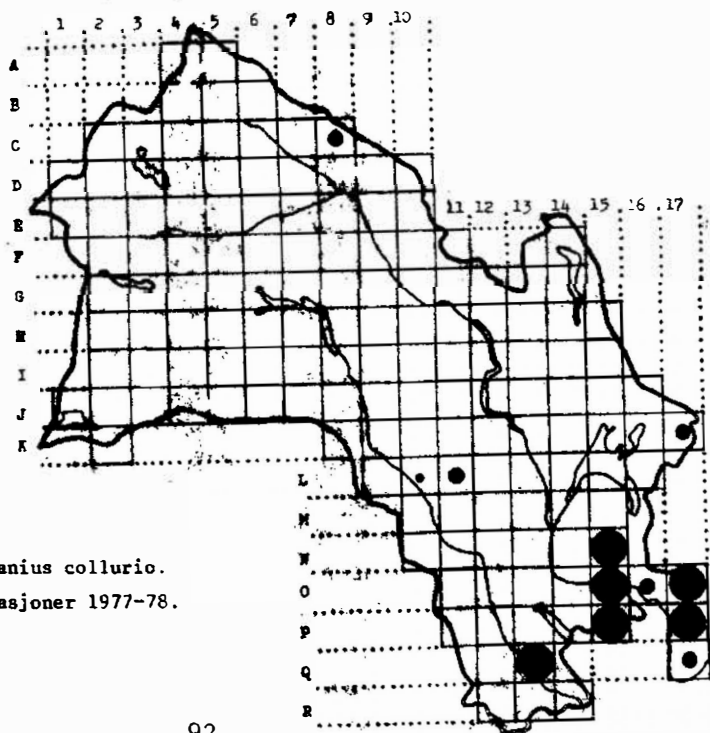 1 2 3 4 5 6 7 8 9 10
A
B
C
D
E
11 12 13 14 15 16 17
F
G
H
I
J
K
L
M
N
O
P
Q
R
anius collurio.
asjoner 1977-78.
92